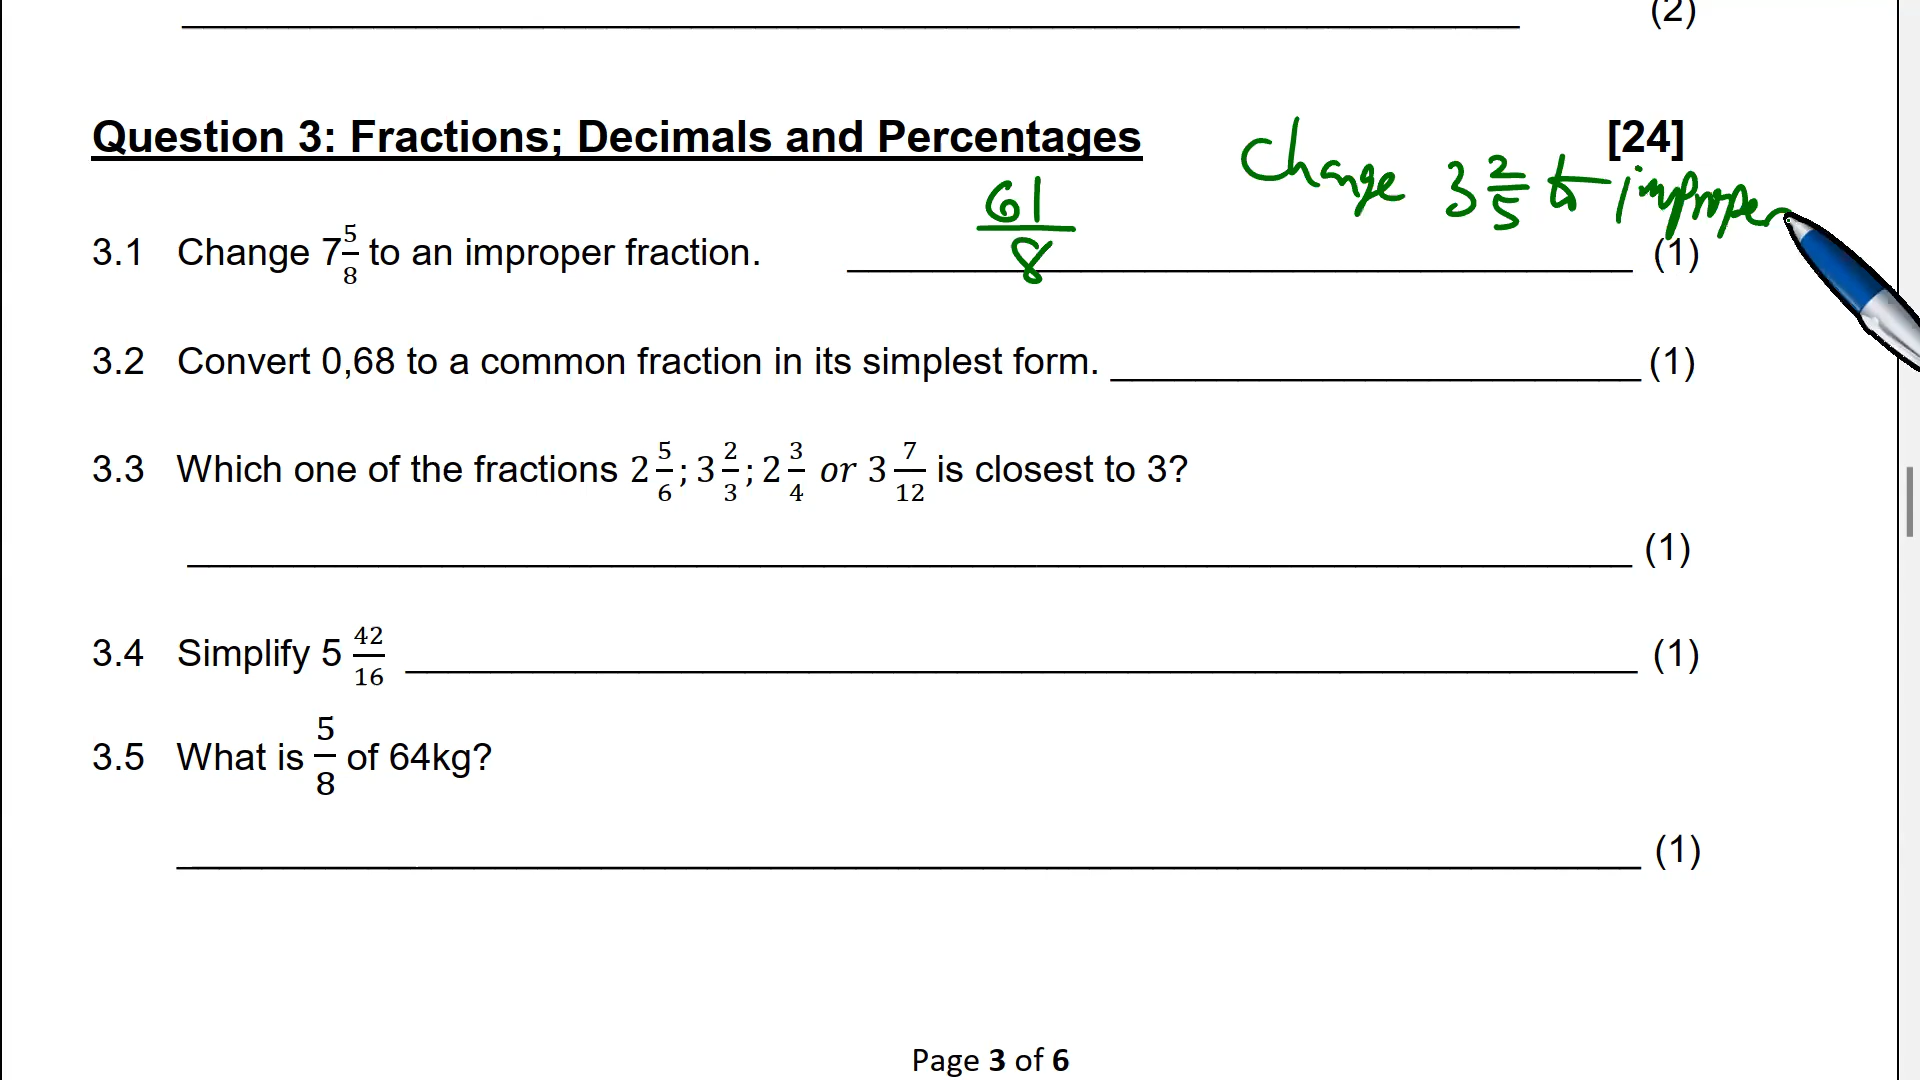 (2)
Question 3: Fractions; Decimals and Percentages [24]
Change 3 2/5 to improper
61/8
3.1 Change 7 5/8 to an improper fraction. (1)
3.2 Convert 0,68 to a common fraction in its simplest form. (1)
3.3 Which one of the fractions 2 5/6; 3 2/3; 2 3/4 or 3 7/12 is closest to 3?
(1)
3.4 Simplify 5 42/16 (1)
3.5 What is 5/8 of 64kg?
(1)
Page 3 of 6